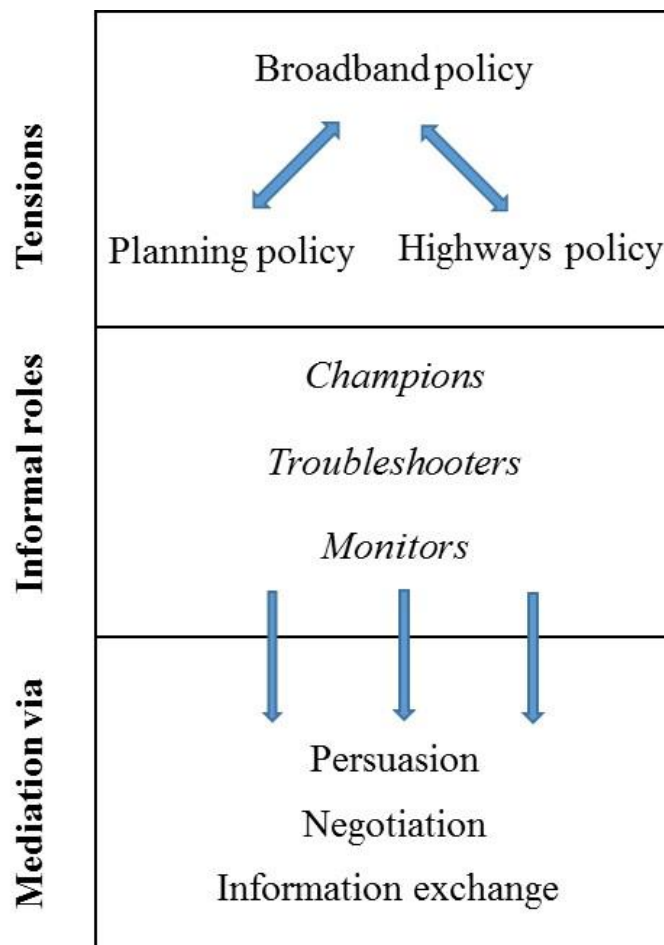 Tensions
Broadband policy
Planning policy
Highways policy
Informal roles
Champions
Troubleshooters
Monitors
Mediation via
Persuasion
Negotiation
Information exchange